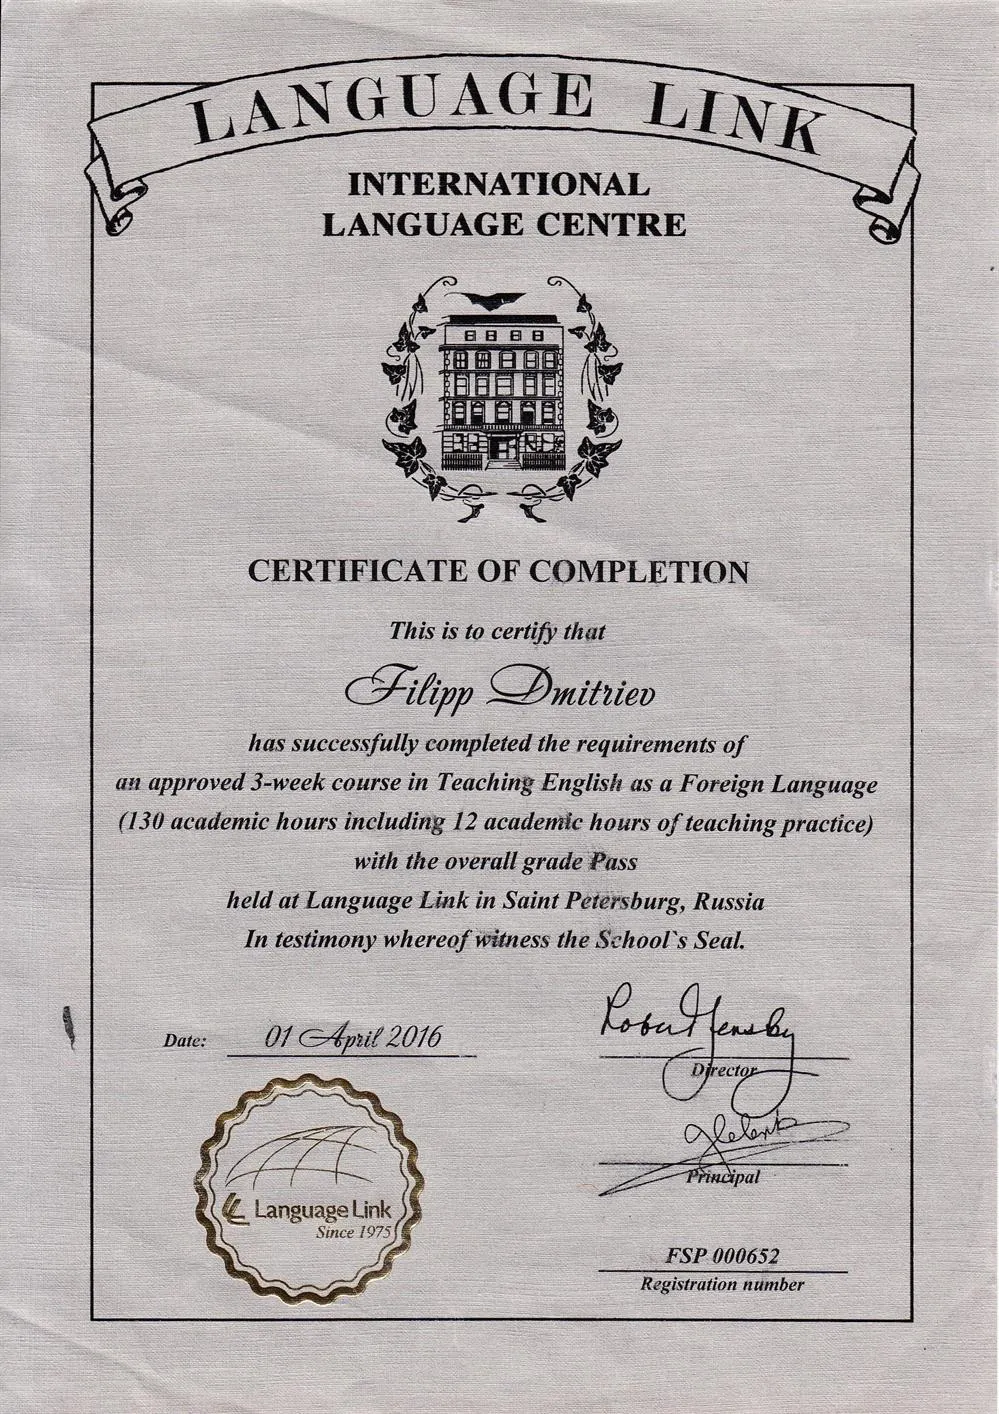 LANGUAGE LINK
INTERNATIONAL
LANGUAGE CENTRE
CERTIFICATE OF COMPLETION
This is to certify that
Filipp Dmitriev
has successfully completed the requirements of
an approved 3-week course in Teaching English as a Foreign Language
(130 academic hours including 12 academic hours of teaching practice)
with the overall grade Pass
held at Language Link in Saint Petersburg, Russia
In testimony whereof witness the School`s Seal.
Date: 01 April 2016
Director
Principal
Language Link
Since 1975
FSP 000652
Registration number